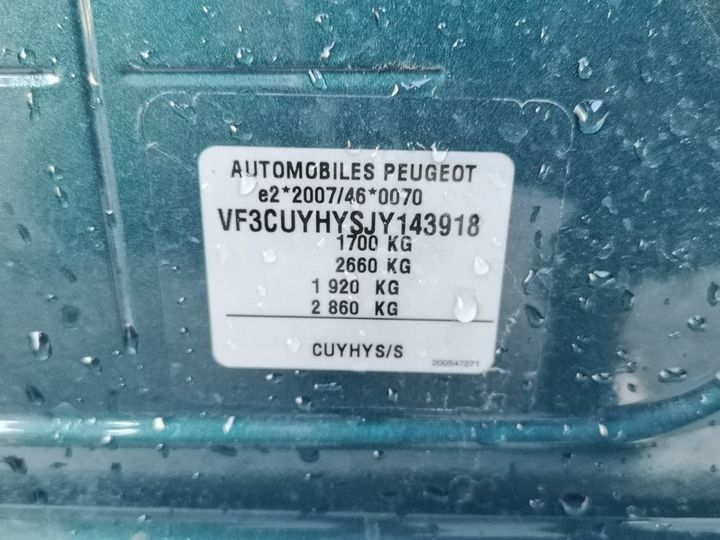 AUTOMOBILES PEUGEOT
e2*2007/46*0070
VF3CUYHYSJY143918
1700 KG
2660 KG
1 920 KG
2 860 KG
CUYHYS/S
200547271